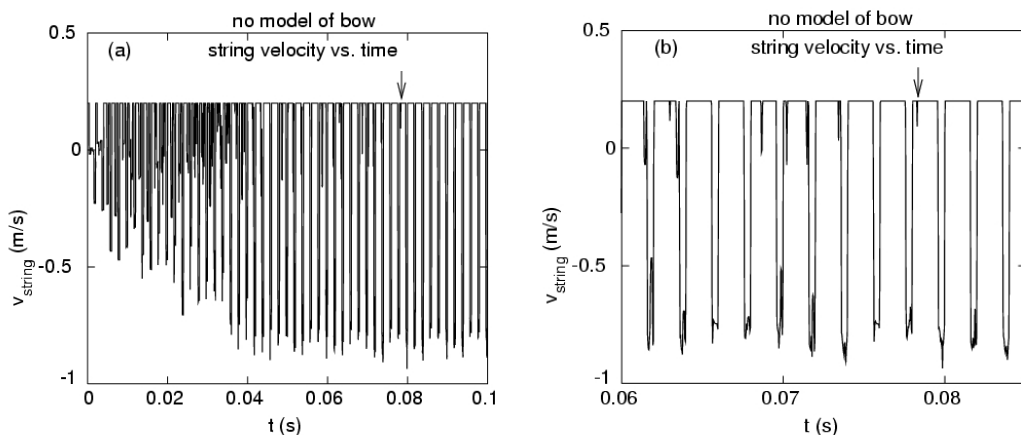 no model of bow
0.5
(a)
string velocity vs. time
0
v_string (m/s)
-0.5
-1
0
0.02
0.04
0.06
0.08
0.1
t (s)
no model of bow
0.5
(b)
string velocity vs. time
0
v_string (m/s)
-0.5
-1
0.06
0.07
0.08
t (s)